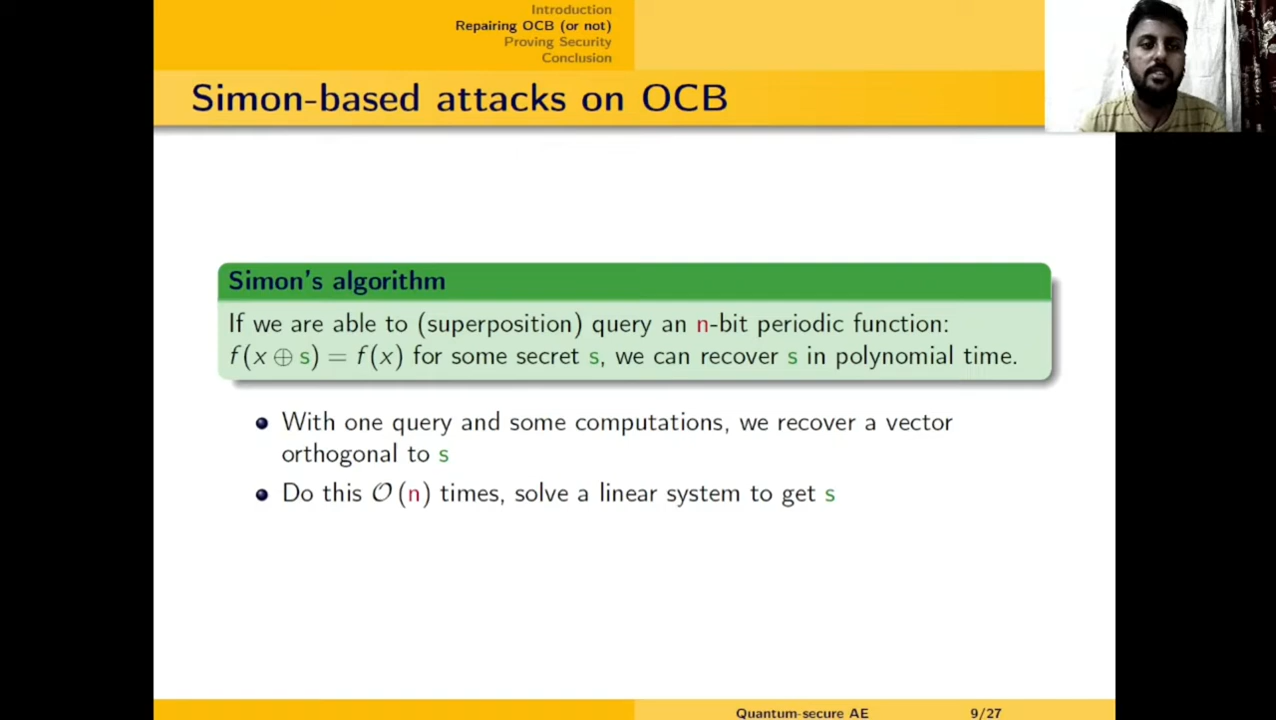 Introduction
Repairing OCB (or not)
Proving Security
Conclusion
Simon-based attacks on OCB
Simon's algorithm
If we are able to (superposition) query an n-bit periodic function:
f(x ⊕ s) = f(x) for some secret s, we can recover s in polynomial time.
With one query and some computations, we recover a vector
orthogonal to s
Do this 𝒪(n) times, solve a linear system to get s
Quantum-secure AE 9/27